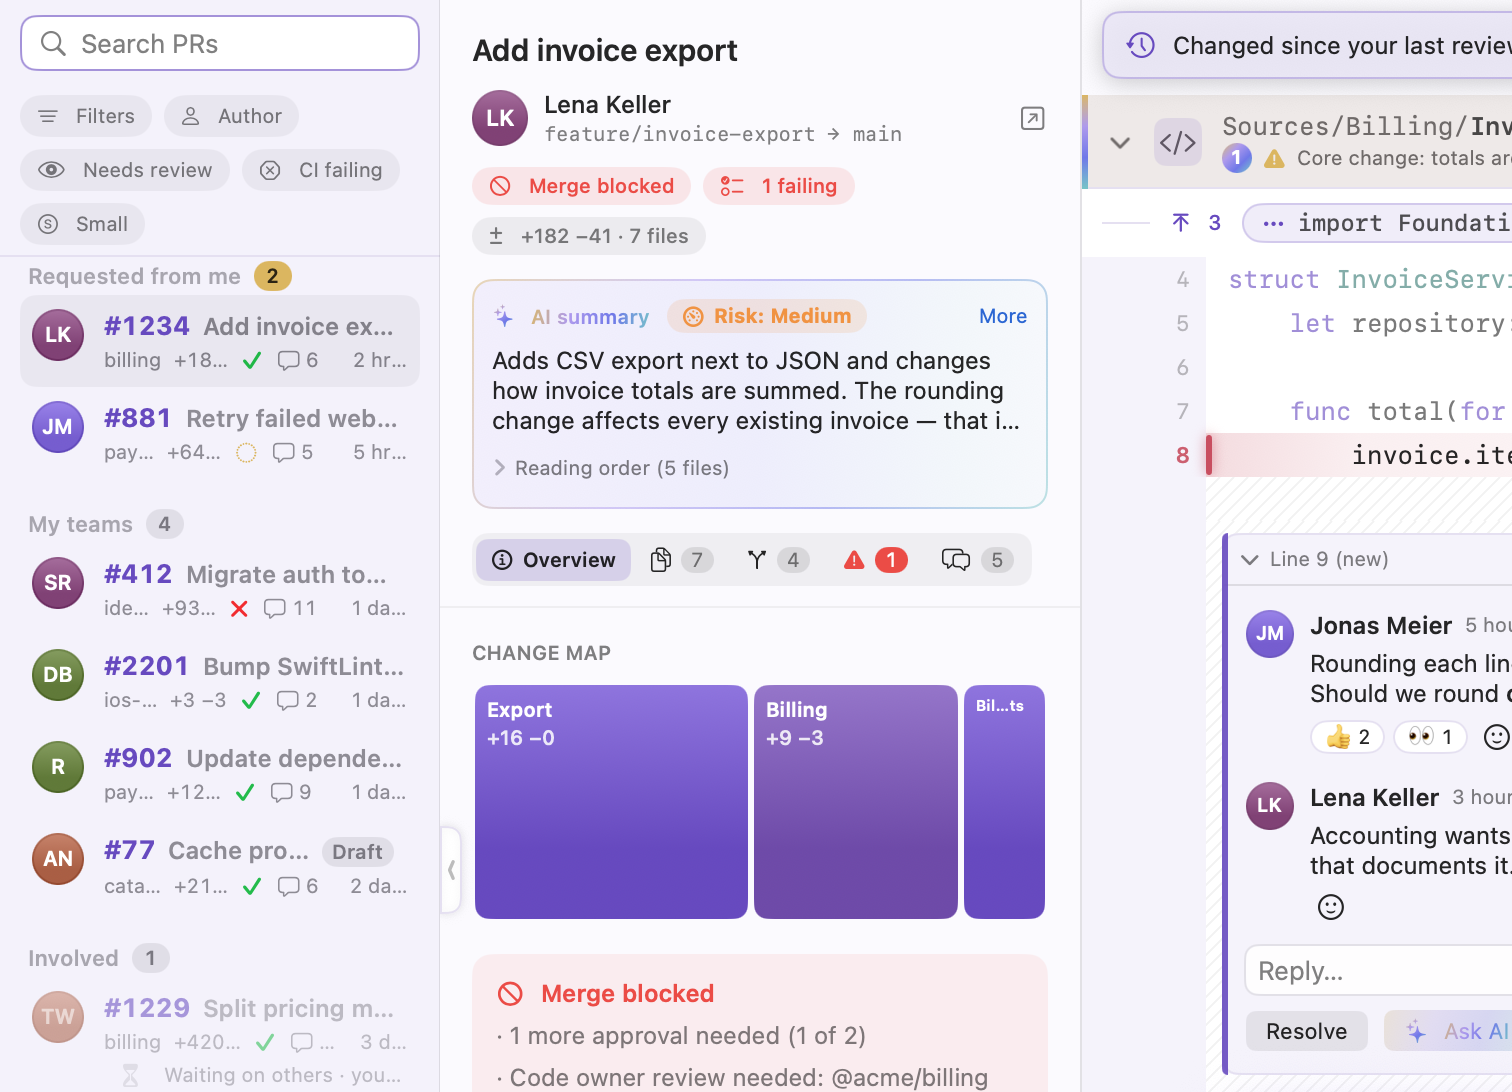 Search PRs
Filters
Author
Needs review
CI failing
Small
Requested from me 2
LK
#1234 Add invoice ex...
billing +18... 6 2 hr...
JM
#881 Retry failed web...
pay... +64... 5 5 hr...
My teams 4
SR
#412 Migrate auth to...
ide... +93... 11 1 da...
DB
#2201 Bump SwiftLint...
ios-... +3 −3 2 1 da...
R
#902 Update depende...
pay... +12... 9 1 da...
AN
#77 Cache pro... Draft
cata... +21... 6 2 da...
Involved 1
TW
#1229 Split pricing m...
billing +420... ... 3 d...
Waiting on others · you...
Add invoice export
LK
Lena Keller
feature/invoice-export → main
Merge blocked
1 failing
± +182 −41 · 7 files
AI summary
Risk: Medium
More
Adds CSV export next to JSON and changes
how invoice totals are summed. The rounding
change affects every existing invoice — that i...
Reading order (5 files)
Overview
7
4
1
5
CHANGE MAP
Export
+16 −0
Billing
+9 −3
Bil...ts
Merge blocked
· 1 more approval needed (1 of 2)
· Code owner review needed: @acme/billing
Changed since your last review
</> Sources/Billing/Inv
1 Core change: totals are
3 ··· import Foundati
4 struct InvoiceServi
5 let repository:
6
7 func total(for
8 invoice.ite
Line 9 (new)
JM
Jonas Meier 5 hou
Rounding each lin
Should we round
👍 2 👀 1
LK
Lena Keller 3 hour
Accounting wants
that documents it.
Reply...
Resolve
Ask AI